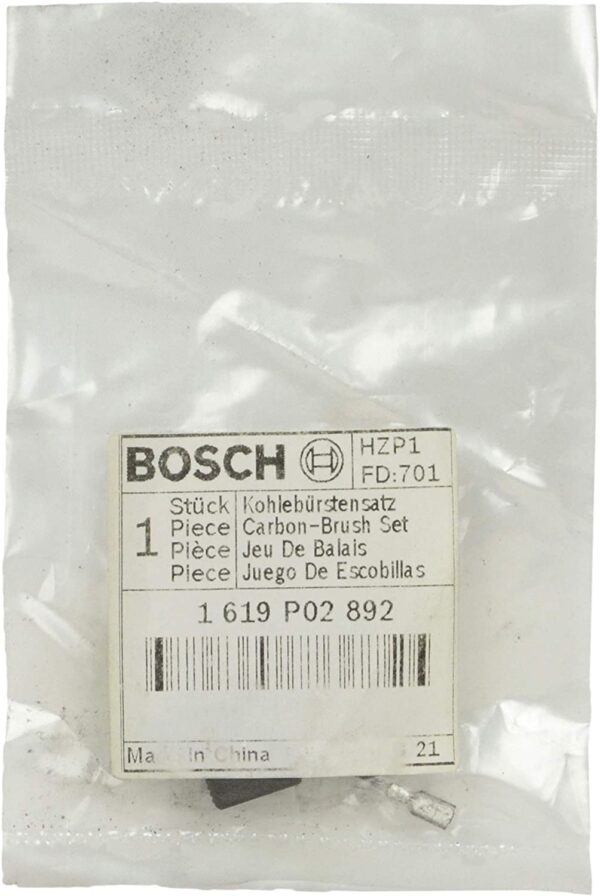 BOSCH
HZP1
FD:701
1
Stück Kohlebürstensatz
Piece Carbon-Brush Set
Pièce Jeu De Balais
Piece Juego De Escobillas
1 619 P02 892
In China
21